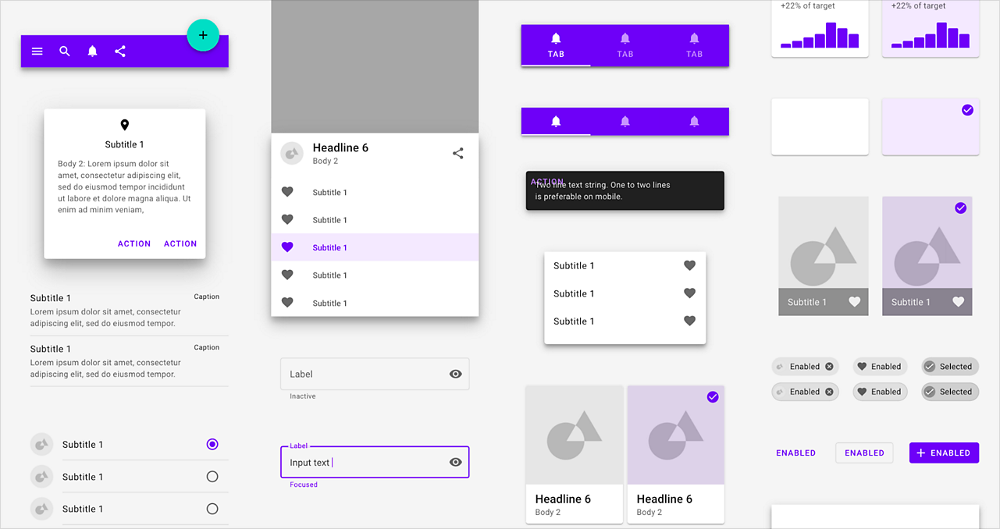 Subtitle 1
Body 2: Lorem ipsum dolor sit
amet, consectetur adipiscing elit,
sed do eiusmod tempor incididunt
ut labore et dolore magna aliqua. Ut
enim ad minim veniam,
ACTION ACTION
Subtitle 1 Caption
Lorem ipsum dolor sit amet, consectetur
adipiscing elit, sed do eiusmod tempor.
Subtitle 1 Caption
Lorem ipsum dolor sit amet, consectetur
adipiscing elit, sed do eiusmod tempor.
Subtitle 1
Subtitle 1
Subtitle 1
Headline 6
Body 2
Subtitle 1
Subtitle 1
Subtitle 1
Subtitle 1
Subtitle 1
Label
Inactive
Label
Input text
Focused
TAB TAB TAB
ACTION
Two line text string. One to two lines
is preferable on mobile.
Subtitle 1
Subtitle 1
Subtitle 1
Headline 6 Headline 6
Body 2 Body 2
+22% of target +22% of target
Subtitle 1 Subtitle 1
Enabled Enabled Selected
Enabled Enabled Selected
ENABLED ENABLED ENABLED